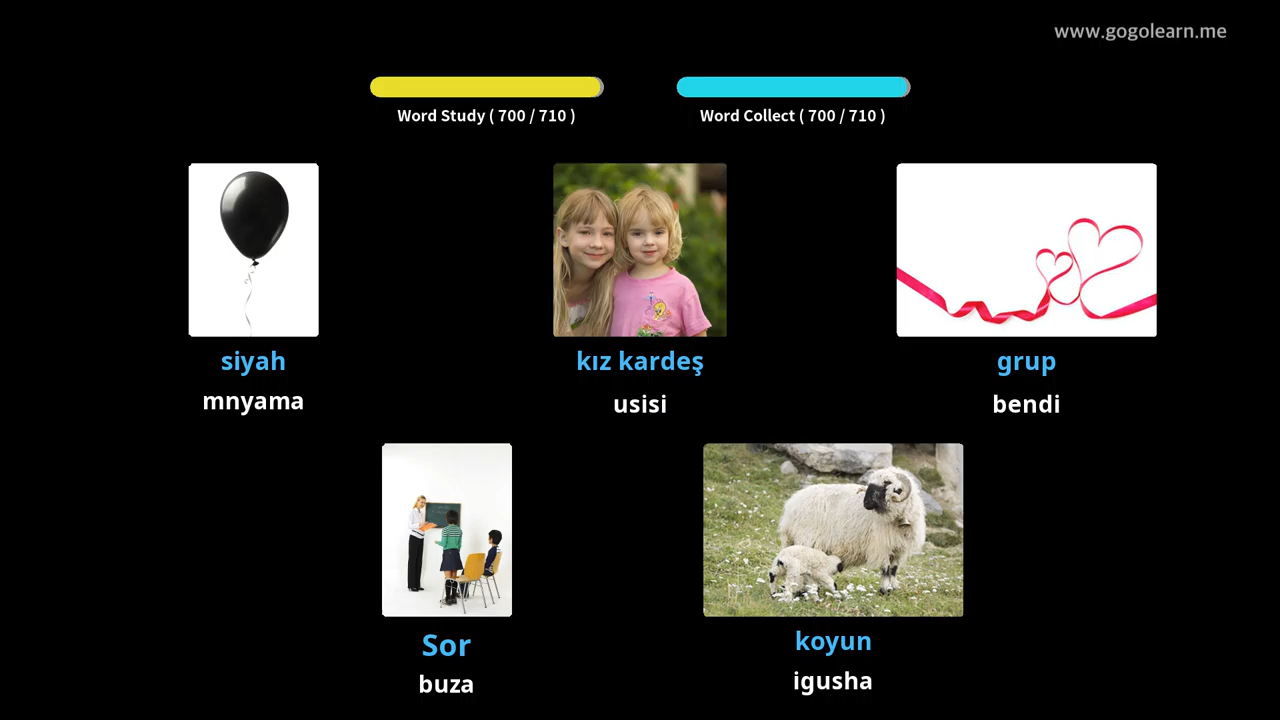 www.gogolearn.me
Word Study ( 700 / 710 )
Word Collect ( 700 / 710 )
siyah
mnyama
kız kardeş
usisi
grup
bendi
Sor
buza
koyun
igusha